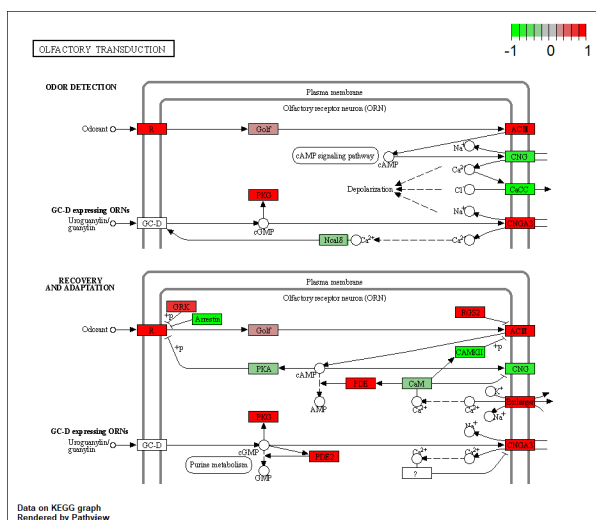 -1 0 1
OLFACTORY TRANSDUCTION
ODOR DETECTION
Plasma membrane
Olfactory receptor neuron (ORN)
Odorant
R
Golf
ACIII
Na+
cAMP signaling pathway
cAMP
CNG
Ca2+
Depolarization
Cl-
CaCC
PKG
GC-D expressing ORNs
Uroguanylin/
guanylin
GC-D
Na+
cGMP
CNGA3
Ca2+
Ca2+
RECOVERY
AND ADAPTATION
Plasma membrane
Olfactory receptor neuron (ORN)
GRK
+p
Arrestin
RGS2
Odorant
R
Golf
ACIII
+p
+p
CAMKII
PKA
cAMP
CNG
PDE
CaM
AMP
Ca2+
Ca2+
Exchanger
Na+
PKG
GC-D expressing ORNs
Uroguanylin/
guanylin
GC-D
Na+
cGMP
CNGA3
Purine metabolism
GMP
Ca2+
Ca2+
?
Data on KEGG graph
Rendered by Pathview